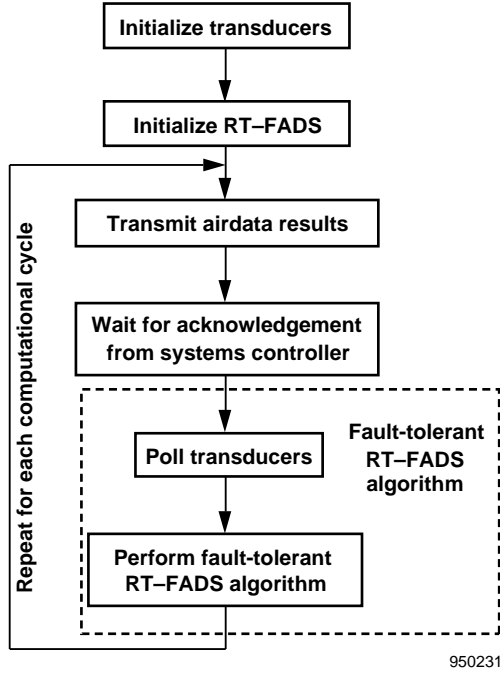 Initialize transducers
Initialize RT–FADS
Transmit airdata results
Wait for acknowledgement
from systems controller
Repeat for each computational cycle
Fault-tolerant
RT–FADS
algorithm
Poll transducers
Perform fault-tolerant
RT–FADS algorithm
950231